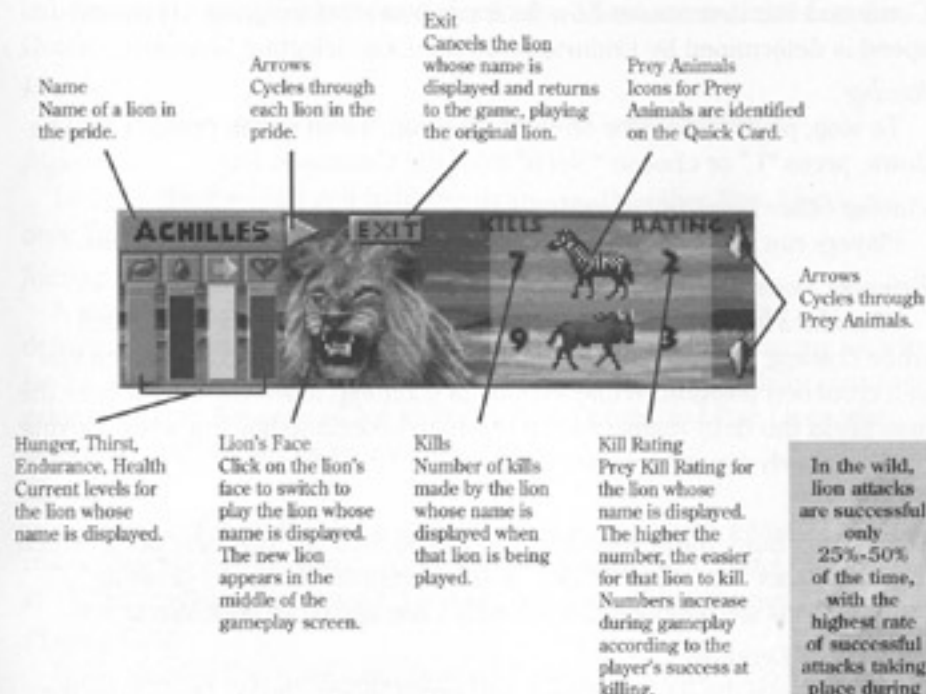 Exit
Cancels the lion
whose name is
displayed and returns
to the game, playing
the original lion.
Name
Name of a lion in
the pride.
Arrows
Cycles through
each lion in the
pride.
Prey Animals
Icons for Prey
Animals are identified
on the Quick Card.
ACHILLES
EXIT
KILLS
RATING
7
2
9
3
Arrows
Cycles through
Prey Animals.
Hunger, Thirst,
Endurance, Health
Current levels for
the lion whose
name is displayed.
Lion's Face
Click on the lion's
face to switch to
play the lion whose
name is displayed.
The new lion
appears in the
middle of the
gameplay screen.
Kills
Number of kills
made by the lion
whose name is
displayed when
that lion is being
played.
Kill Rating
Prey Kill Rating for
the lion whose
name is displayed.
The higher the
number, the easier
for that lion to kill.
Numbers increase
during gameplay
according to the
player's success at
killing.
In the wild,
lion attacks
are successful
only
25%-50%
of the time,
with the
highest rate
of successful
attacks taking
place during